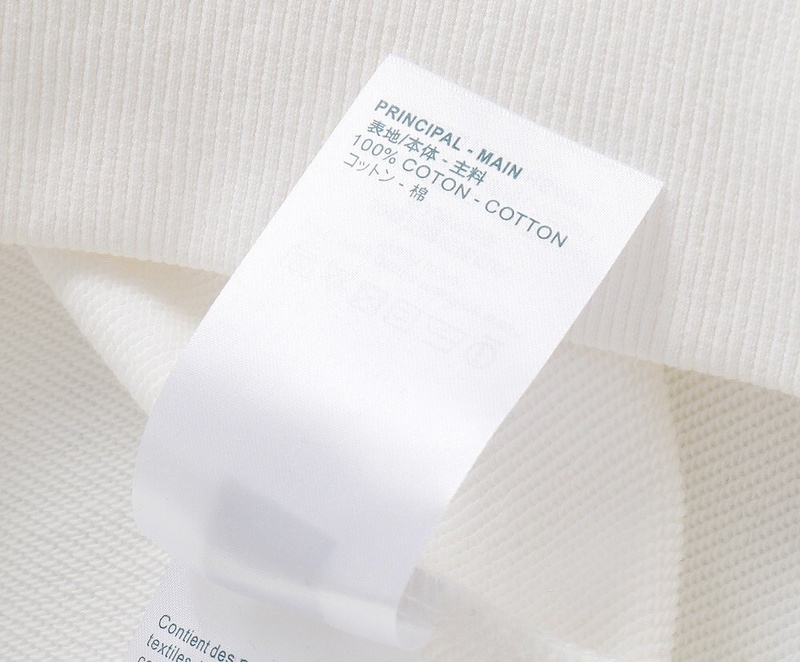 PRINCIPAL - MAIN
表地/本体 - 主料
100% COTON - COTTON
コットン - 棉
Contient des
textiles